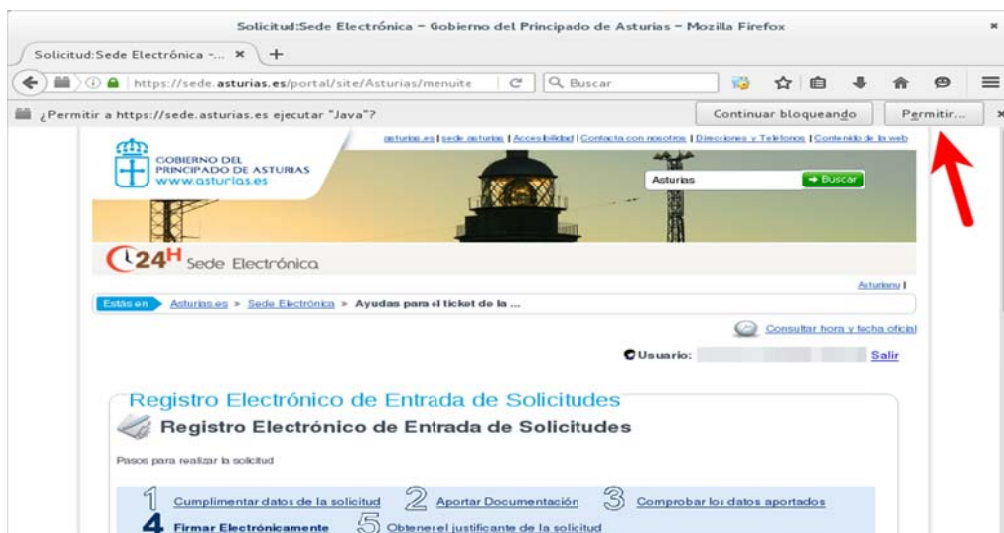 Solicitud:Sede Electrónica – Gobierno del Principado de Asturias – Mozilla Firefox
Solicitud:Sede Electrónica -...
https://sede.asturias.es/portal/site/Asturias/menuite
Buscar
¿Permitir a https://sede.asturias.es ejecutar "Java"?
Continuar bloqueando
Permitir...
asturias.es | sede asturias | Accesibilidad | Contacta con nosotros | Direcciones y Teléfonos | Contenido de la web
GOBIERNO DEL
PRINCIPADO DE ASTURIAS
www.asturias.es
Asturias
Buscar
24H Sede Electrónica
Asturianu |
Estás en Asturias.es » Sede Electrónica » Ayudas para el ticket de la ...
Consultar hora y fecha oficial
Usuario:
Salir
Registro Electrónico de Entrada de Solicitudes
Registro Electrónico de Entrada de Solicitudes
Pasos para realizar la solicitud
1 Cumplimentar datos de la solicitud 2 Aportar Documentación 3 Comprobar los datos aportados
4 Firmar Electrónicamente 5 Obtener el justificante de la solicitud